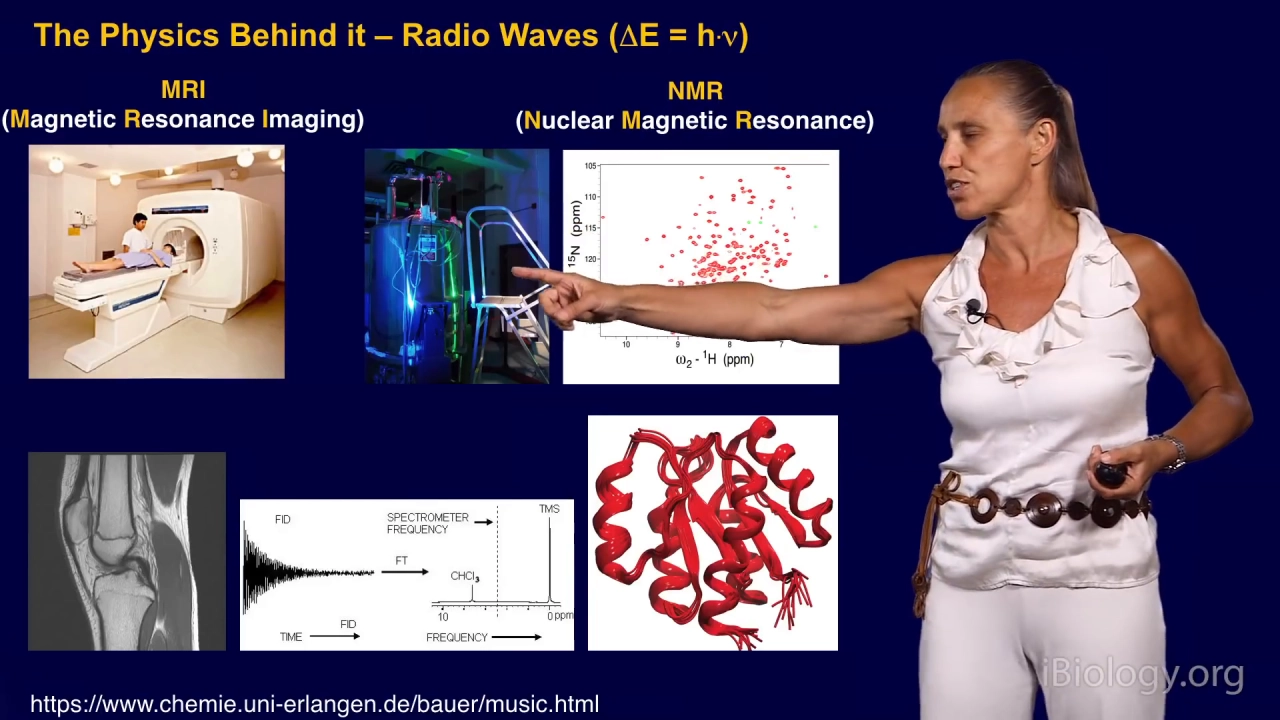 The Physics Behind it – Radio Waves (ΔE = h·ν)
MRI
(Magnetic Resonance Imaging)
NMR
(Nuclear Magnetic Resonance)
105
110
115
120
15N (ppm)
10
9
8
7
ω2 - 1H (ppm)
FID
SPECTROMETER
FREQUENCY
TMS
FT
CHCl3
10
0 ppm
FID
TIME
FREQUENCY
https://www.chemie.uni-erlangen.de/bauer/music.html
iBiology.org